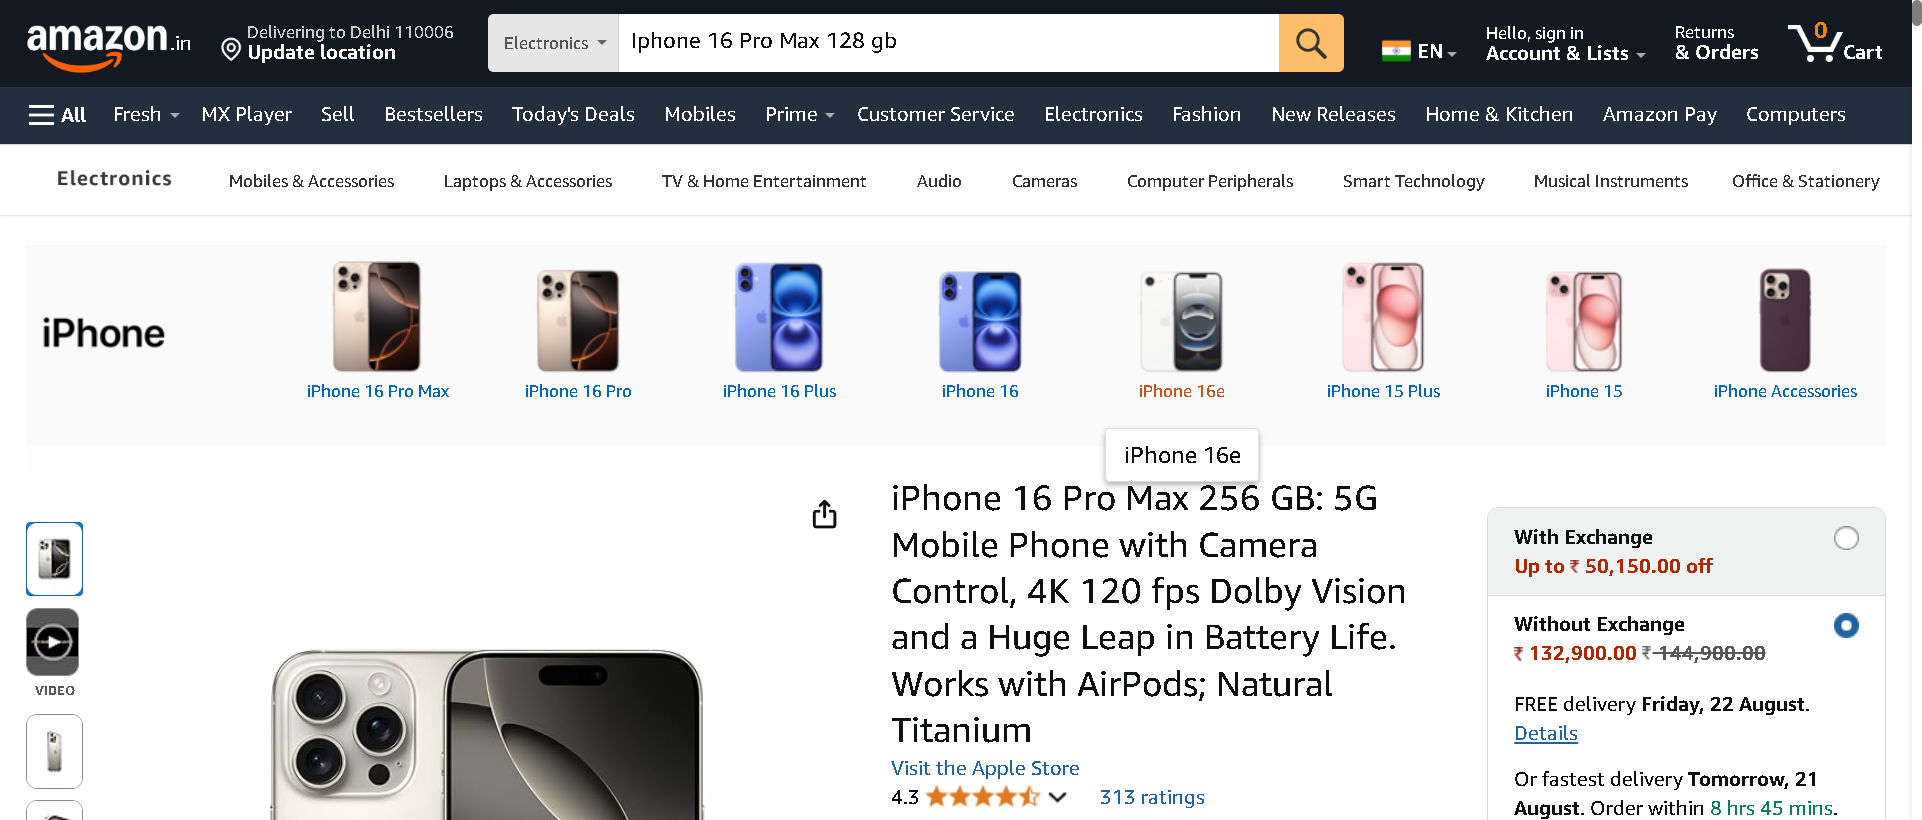 amazon.in
Delivering to Delhi 110006
Update location
Electronics
Iphone 16 Pro Max 128 gb
EN
Hello, sign in
Account & Lists
Returns
& Orders
0
Cart
All
Fresh
MX Player
Sell
Bestsellers
Today's Deals
Mobiles
Prime
Customer Service
Electronics
Fashion
New Releases
Home & Kitchen
Amazon Pay
Computers
Electronics
Mobiles & Accessories
Laptops & Accessories
TV & Home Entertainment
Audio
Cameras
Computer Peripherals
Smart Technology
Musical Instruments
Office & Stationery
iPhone
iPhone 16 Pro Max
iPhone 16 Pro
iPhone 16 Plus
iPhone 16
iPhone 16e
iPhone 15 Plus
iPhone 15
iPhone Accessories
iPhone 16e
iPhone 16 Pro Max 256 GB: 5G
Mobile Phone with Camera
Control, 4K 120 fps Dolby Vision
and a Huge Leap in Battery Life.
Works with AirPods; Natural
Titanium
Visit the Apple Store
4.3
313 ratings
VIDEO
With Exchange
Up to ₹ 50,150.00 off
Without Exchange
₹ 132,900.00 ₹ 144,900.00
FREE delivery Friday, 22 August.
Details
Or fastest delivery Tomorrow, 21
August. Order within 8 hrs 45 mins.